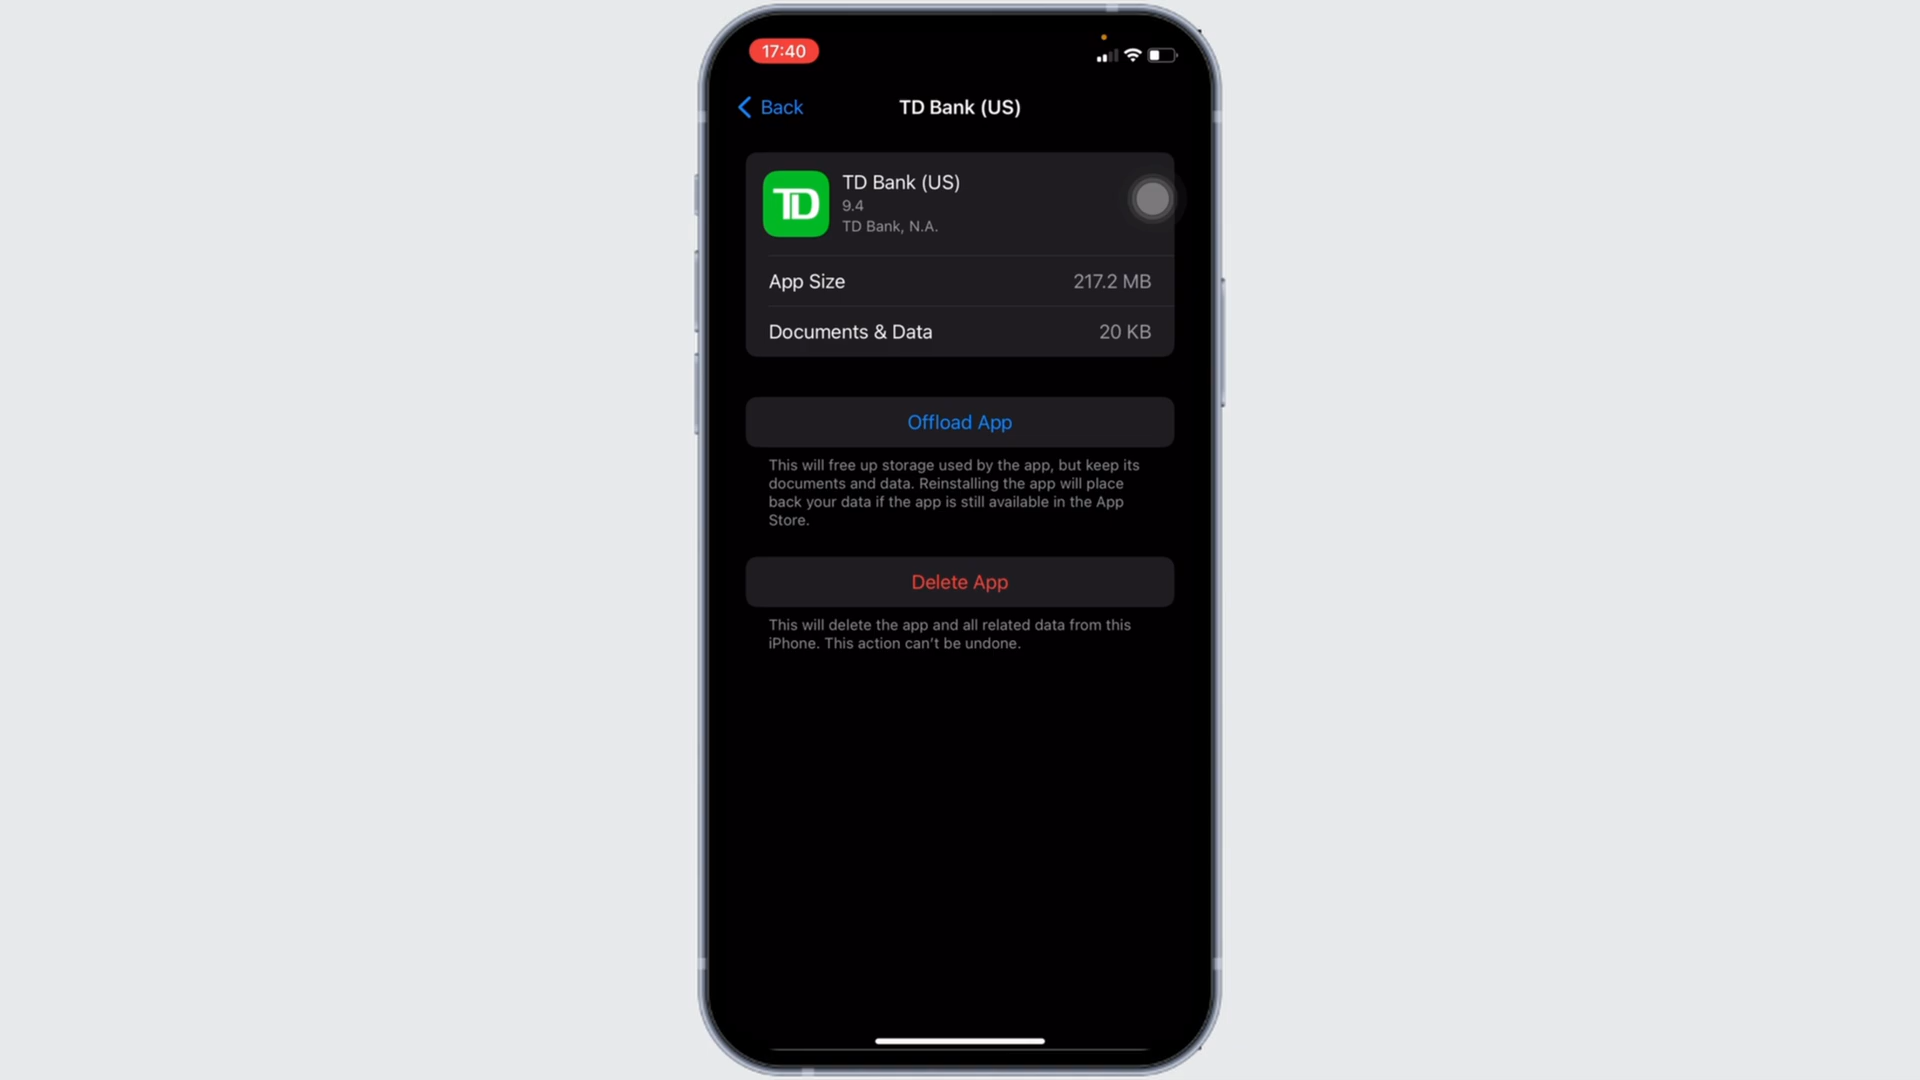 17:40
Back
TD Bank (US)
TD
TD Bank (US)
9.4
TD Bank, N.A.
App Size
217.2 MB
Documents & Data
20 KB
Offload App
This will free up storage used by the app, but keep its
documents and data. Reinstalling the app will place
back your data if the app is still available in the App
Store.
Delete App
This will delete the app and all related data from this
iPhone. This action can't be undone.